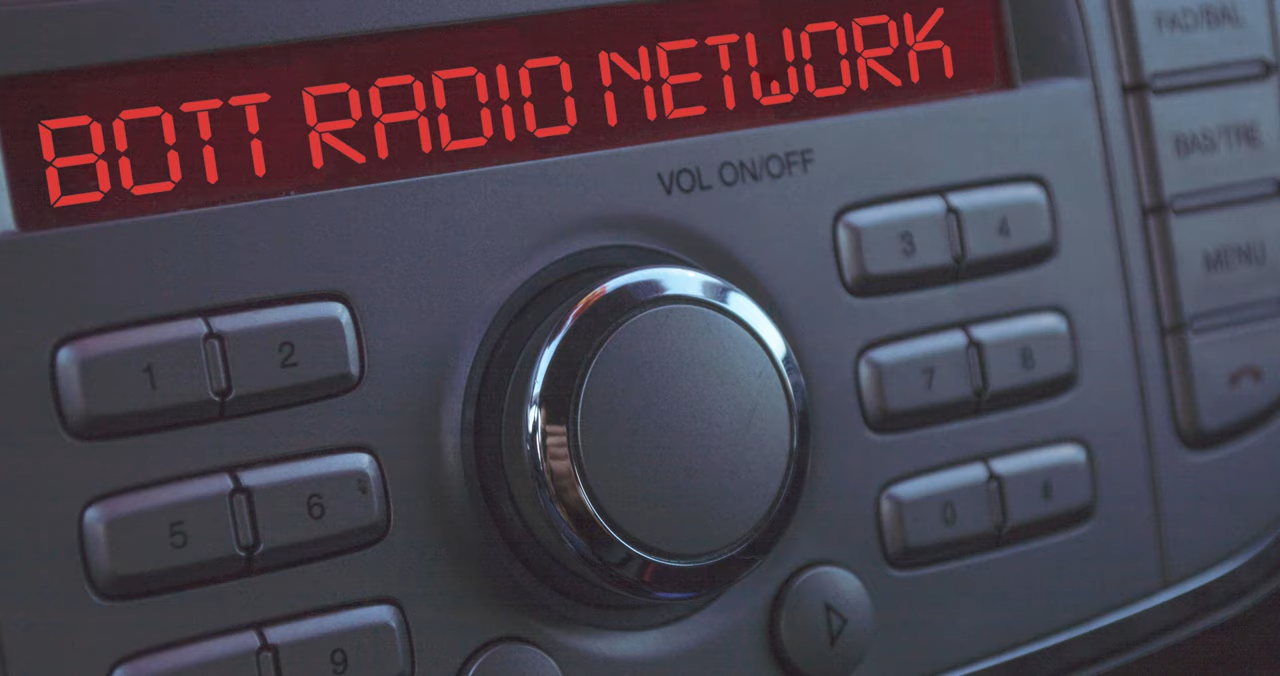 BOTT RADIO NETWORK
FAD/BAL
VOL ON/OFF
BAS/TRE
3 4
MENU
1 2
7 8
5 6
0
9